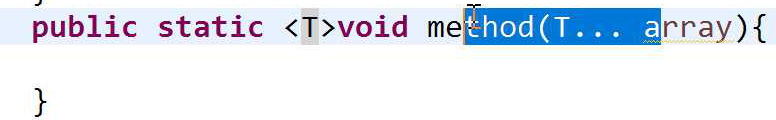 public static <T>void method(T... array){
}